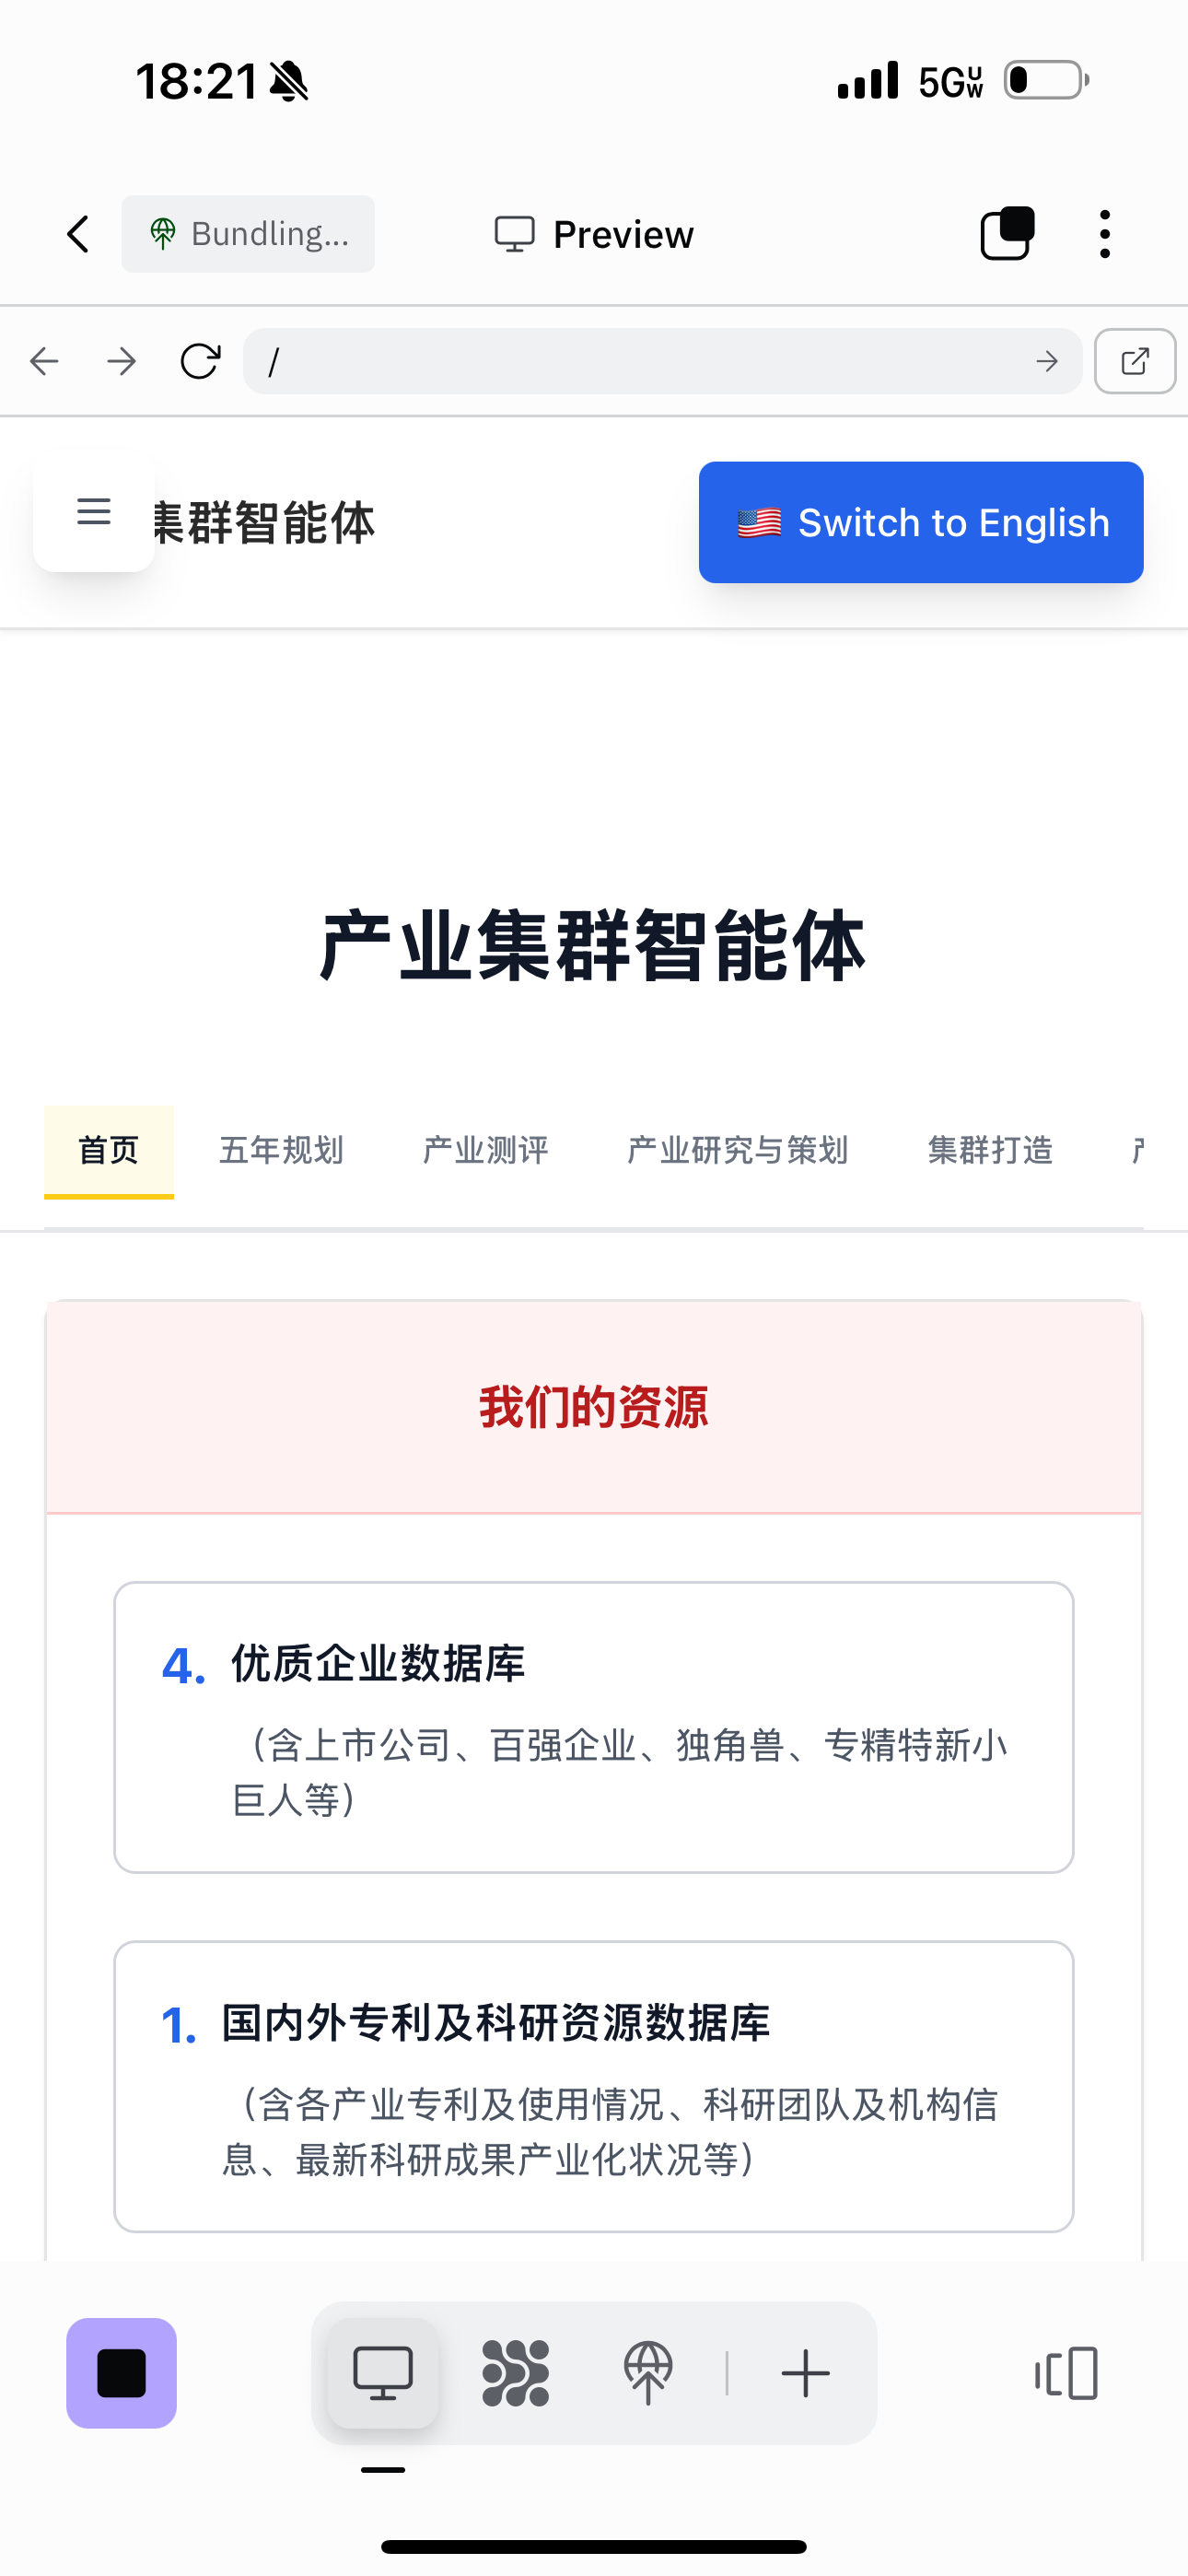 18:21 5GUW
Bundling... Preview
/
集群智能体 🇺🇸 Switch to English
产业集群智能体
首页 五年规划 产业测评 产业研究与策划 集群打造
我们的资源
4. 优质企业数据库
（含上市公司、百强企业、独角兽、专精特新小
巨人等）
1. 国内外专利及科研资源数据库
（含各产业专利及使用情况、科研团队及机构信
息、最新科研成果产业化状况等）